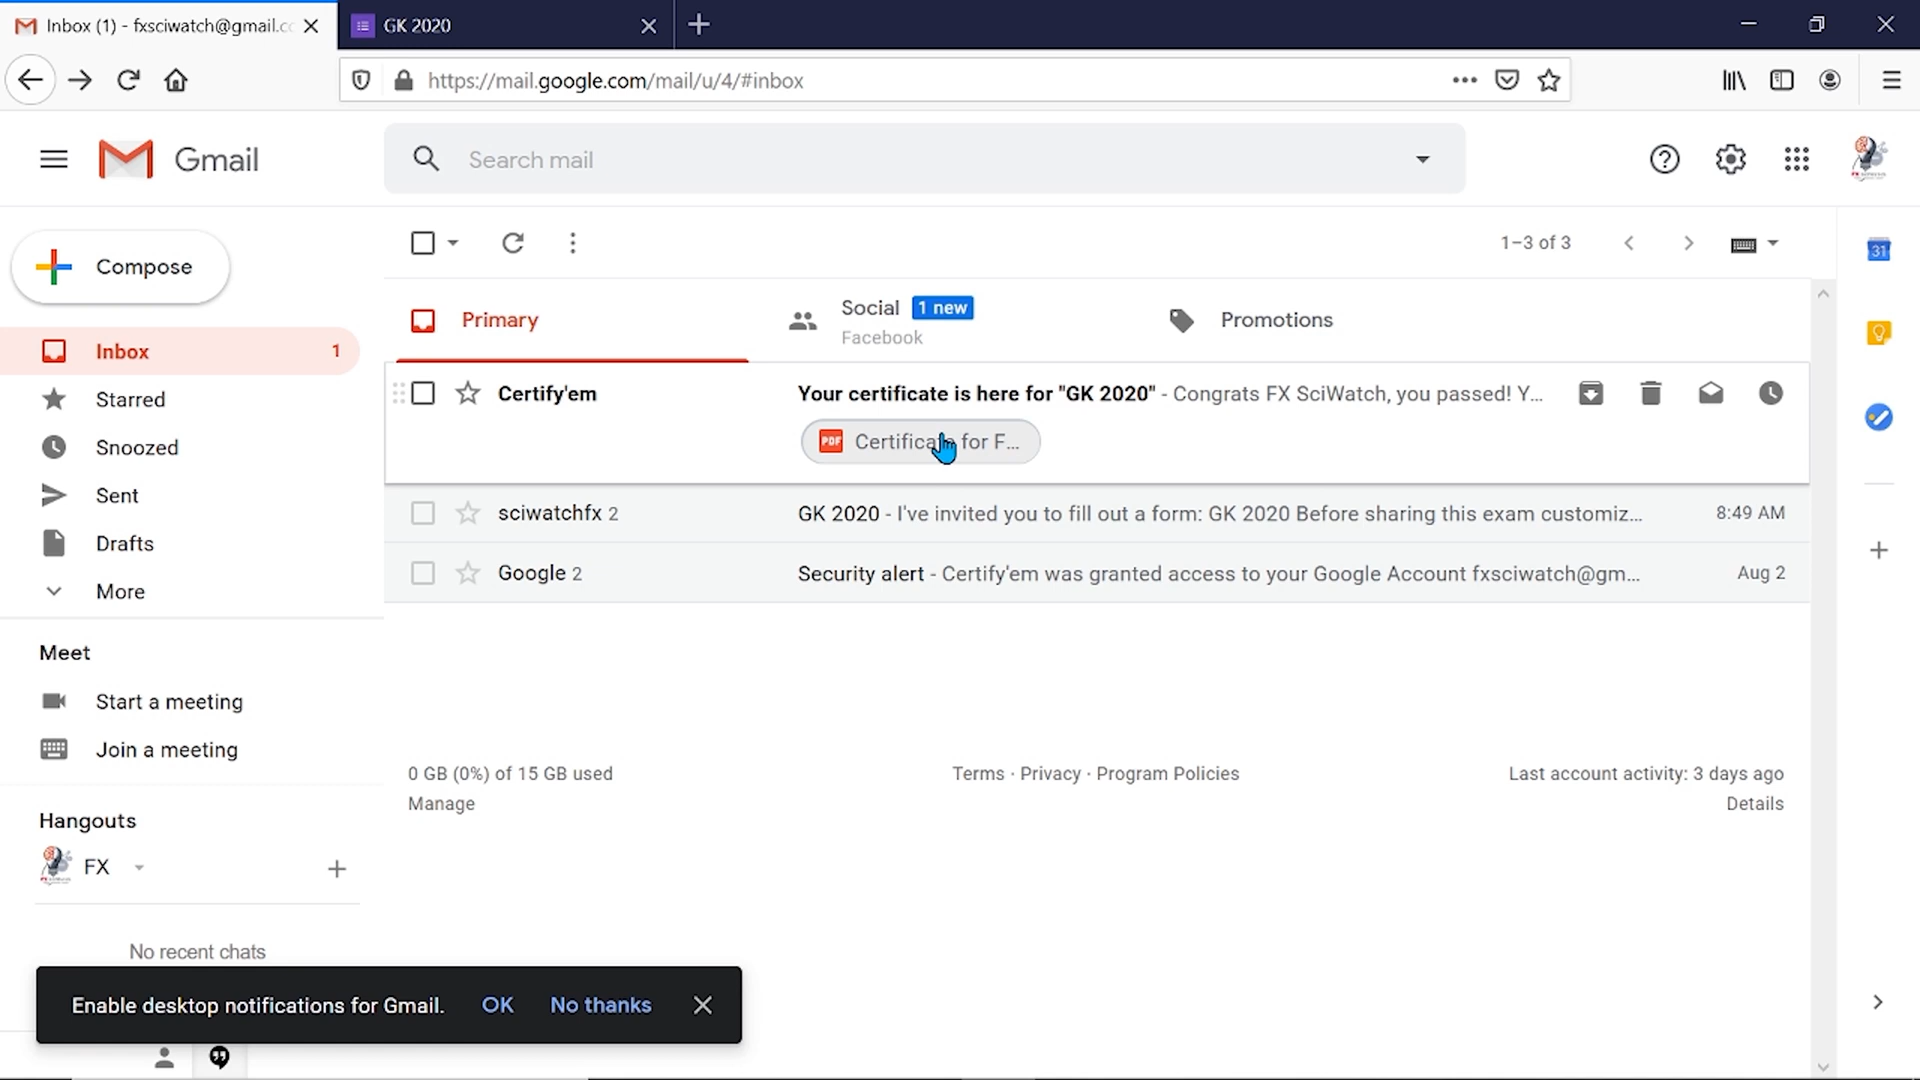 Inbox (1) - fxsciwatch@gmail.c
GK 2020
https://mail.google.com/mail/u/4/#inbox
Gmail
Search mail
Compose
1–3 of 3
31
Primary
Social 1 new
Facebook
Promotions
Inbox 1
Starred
Snoozed
Sent
Drafts
More
Certify'em Your certificate is here for "GK 2020" - Congrats FX SciWatch, you passed! Y...
PDF Certificate for F...
sciwatchfx 2 GK 2020 - I've invited you to fill out a form: GK 2020 Before sharing this exam customiz... 8:49 AM
Google 2 Security alert - Certify'em was granted access to your Google Account fxsciwatch@gm... Aug 2
Meet
Start a meeting
Join a meeting
0 GB (0%) of 15 GB used
Manage
Terms · Privacy · Program Policies
Last account activity: 3 days ago
Details
Hangouts
FX
No recent chats
Enable desktop notifications for Gmail. OK No thanks